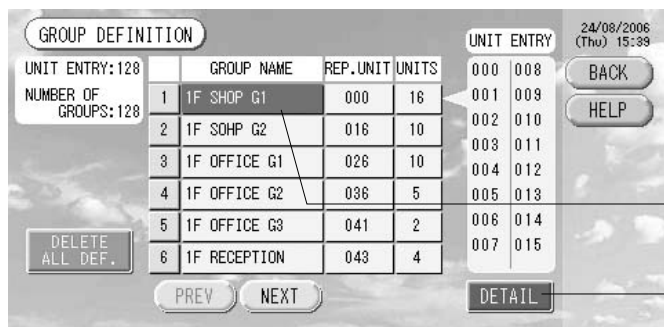 GROUP DEFINITION
24/08/2006
(Thu) 15:39
UNIT ENTRY:128
NUMBER OF
GROUPS:128
GROUP NAME REP.UNIT UNITS
1 1F SHOP G1 000 16
2 1F SOHP G2 016 10
3 1F OFFICE G1 026 10
4 1F OFFICE G2 036 5
5 1F OFFICE G3 041 2
6 1F RECEPTION 043 4
UNIT ENTRY
000 008
001 009
002 010
003 011
004 012
005 013
006 014
007 015
BACK
HELP
DELETE
ALL DEF.
PREV
NEXT
DETAIL